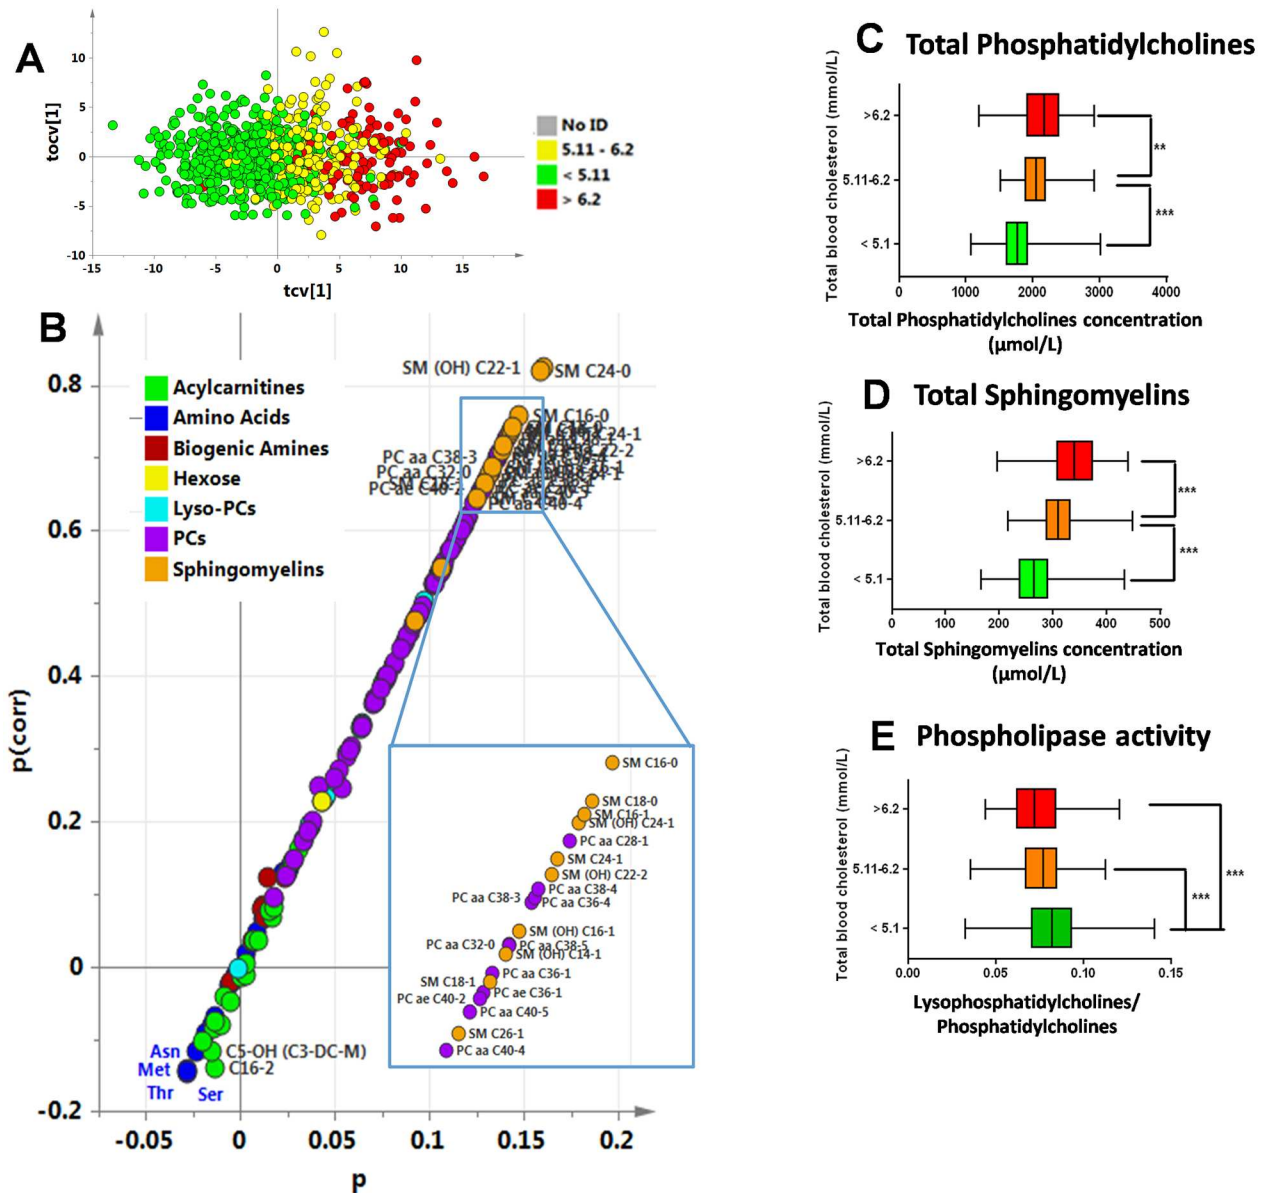 A
tocv[1]
10
5
0
-5
-10
-15
-10
-5
0
5
10
15
tcv[1]
No ID
5.11 - 6.2
< 5.11
> 6.2
B
p(corr)
0.8
0.6
0.4
0.2
0
-0.2
-0.05
0
0.05
0.1
0.15
0.2
p
Acylcarnitines
Amino Acids
Biogenic Amines
Hexose
Lyso-PCs
PCs
Sphingomyelins
SM (OH) C22-1
SM C24-0
SM C16-0
PC aa C38-3
PC aa C32-0
PC ae C40-2
PC aa C40-4
Asn
Met
Thr
Ser
C5-OH (C3-DC-M)
C16-2
SM C16-0
SM C18-0
SM C16-1
SM (OH) C24-1
PC aa C28-1
SM C24-1
SM (OH) C22-2
PC aa C38-4
PC aa C38-3
PC aa C36-4
SM (OH) C16-1
PC aa C32-0
PC aa C38-5
SM (OH) C14-1
PC aa C36-1
SM C18-1
PC ae C36-1
PC ae C40-2
PC aa C40-5
SM C26-1
PC aa C40-4
C Total Phosphatidylcholines
Total blood cholesterol (mmol/L)
>6.2
5.11-6.2
< 5.1
**
***
0
1000
2000
3000
4000
Total Phosphatidylcholines concentration
(µmol/L)
D Total Sphingomyelins
Total blood cholesterol (mmol/L)
>6.2
5.11-6.2
< 5.1
***
***
0
100
200
300
400
500
Total Sphingomyelins concentration
(µmol/L)
E Phospholipase activity
Total blood cholesterol (mmol/L)
>6.2
5.11-6.2
< 5.1
***
***
0.00
0.05
0.10
0.15
Lysophosphatidylcholines/
Phosphatidylcholines